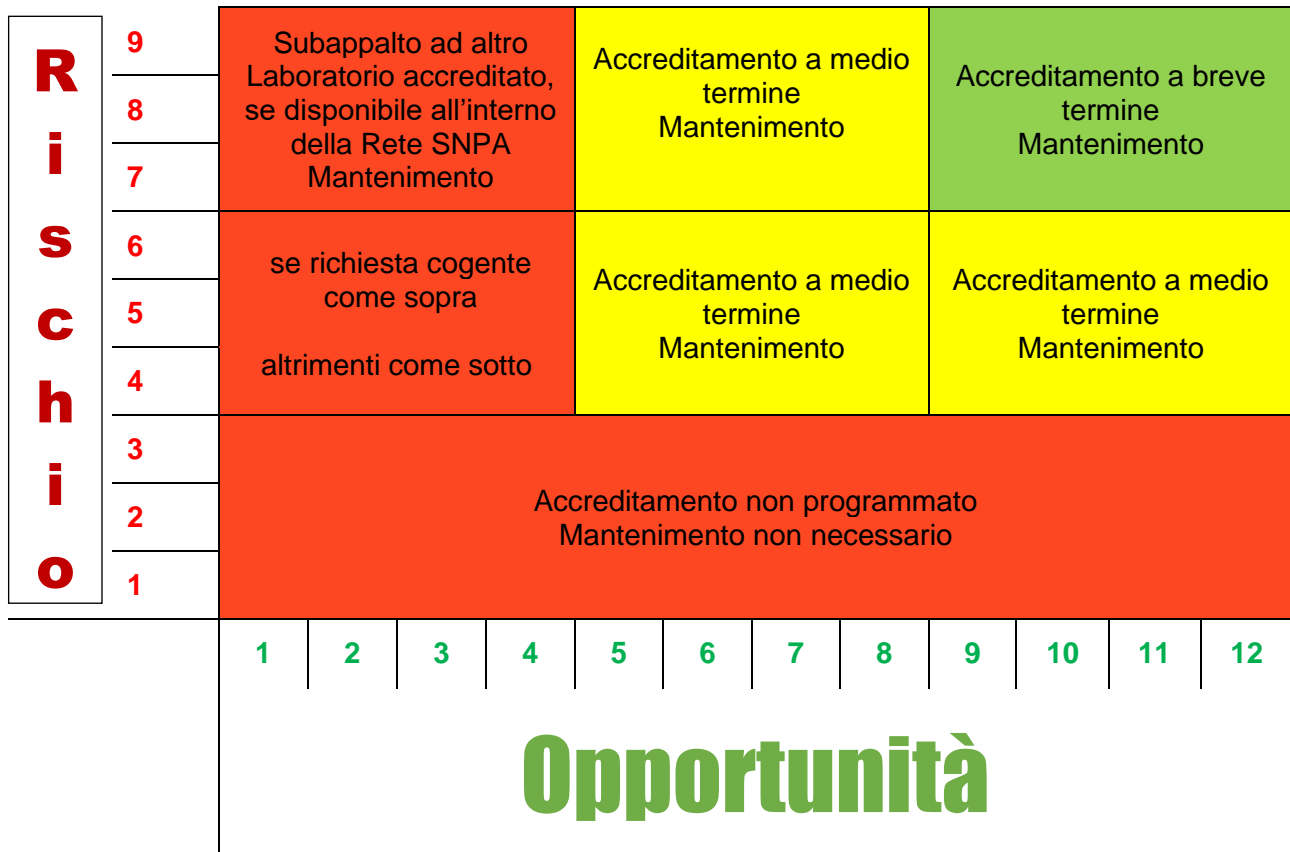 Rischio
9
8
7
6
5
4
3
2
1
Subappalto ad altro
Laboratorio accreditato,
se disponibile all’interno
della Rete SNPA
Mantenimento
Accreditamento a medio
termine
Mantenimento
Accreditamento a breve
termine
Mantenimento
se richiesta cogente
come sopra
altrimenti come sotto
Accreditamento a medio
termine
Mantenimento
Accreditamento a medio
termine
Mantenimento
Accreditamento non programmato
Mantenimento non necessario
1 2 3 4 5 6 7 8 9 10 11 12
Opportunità